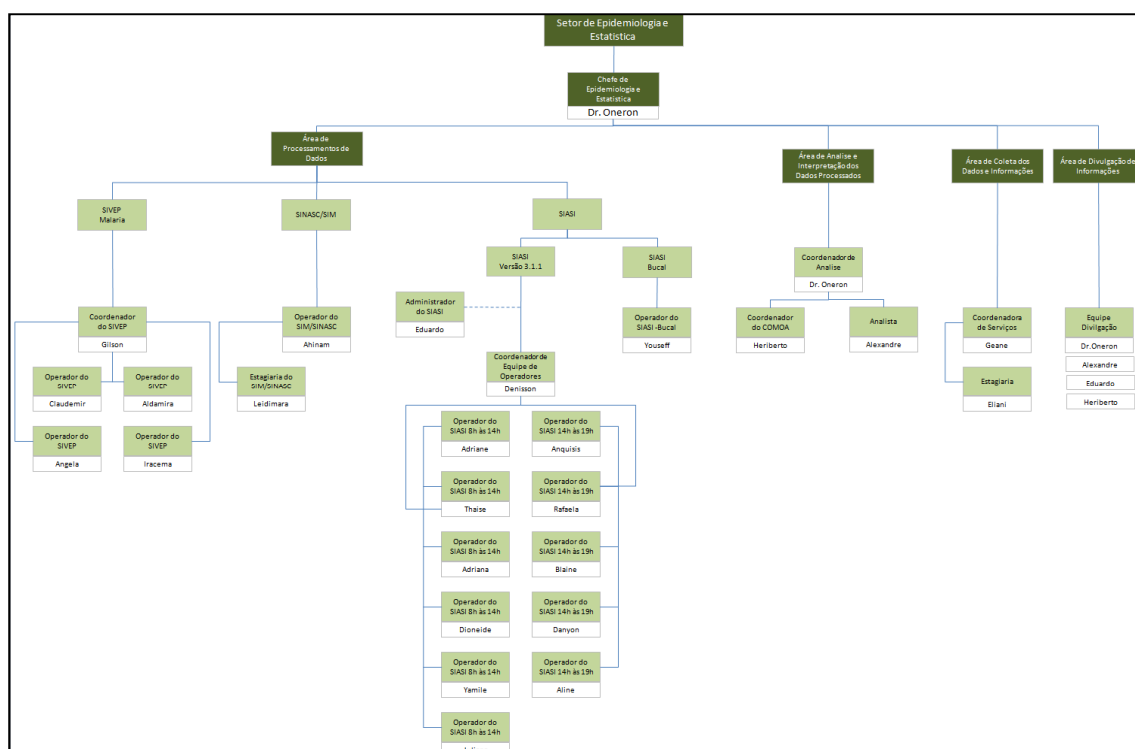 Setor de Epidemiologia e
Estatistica
Chefe de
Epidemiologia e
Estatistica
Dr. Oneron
Área de
Processamentos de
Dados
Área de Analise e
Interpretação dos
Dados Processados
Área de Coleta dos
Dados e Informações
Área de Divulgação de
Informações
SIVEP
Malaria
SINASC/SIM
SIASI
SIASI
Versão 3.1.1
SIASI
Bucal
Coordenador de
Analise
Dr. Oneron
Administrador
do SIASI
Eduardo
Coordenador
do SIVEP
Gilson
Operador do
SIM/SINASC
Ahinam
Operador do
SIASI -Bucal
Youseff
Coordenador
do COMOA
Heriberto
Analista
Alexandre
Coordenadora
de Serviços
Geane
Equipe
Divilgação
Dr.Oneron
Alexandre
Eduardo
Heriberto
Coordenador de
Equipe de
Operadores
Denisson
Operador do
SIVEP
Claudemir
Operador do
SIVEP
Aldamira
Estagiaria do
SIM/SINASC
Leidimara
Estagiaria
Eliani
Operador do
SIVEP
Angela
Operador do
SIVEP
Iracema
Operador do
SIASI 8h às 14h
Adriane
Operador do
SIASI 14h às 19h
Anquisis
Operador do
SIASI 8h às 14h
Thaise
Operador do
SIASI 14h às 19h
Rafaela
Operador do
SIASI 8h às 14h
Adriana
Operador do
SIASI 14h às 19h
Blaine
Operador do
SIASI 8h às 14h
Dioneide
Operador do
SIASI 14h às 19h
Danyon
Operador do
SIASI 8h às 14h
Yamile
Operador do
SIASI 14h às 19h
Aline
Operador do
SIASI 8h às 14h